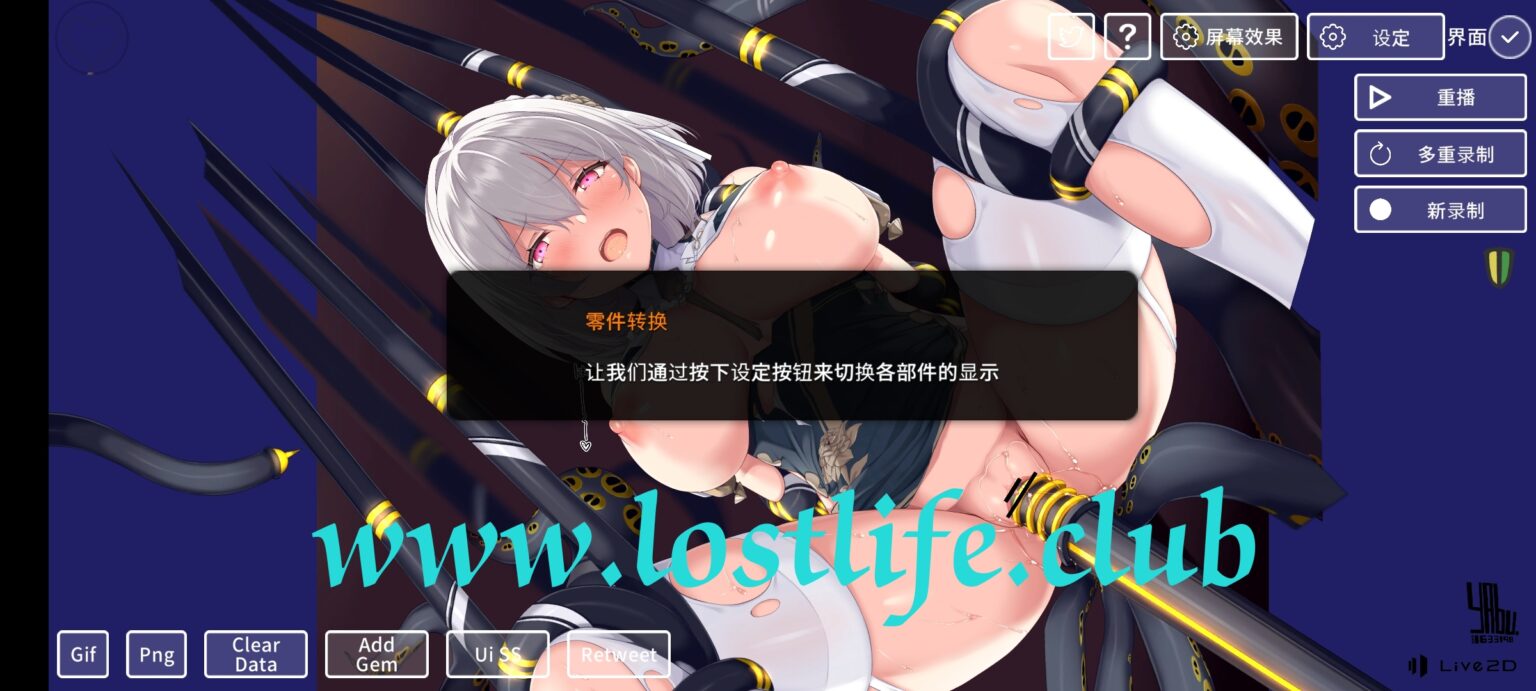 ?
屏幕效果
设定
界面
重播
多重录制
新录制
零件转换
让我们通过按下设定按钮来切换各部件的显示
www.lostlife.club
Gif
Png
Clear
Data
Add
Gem
Ui SS
Retweet
Live2D